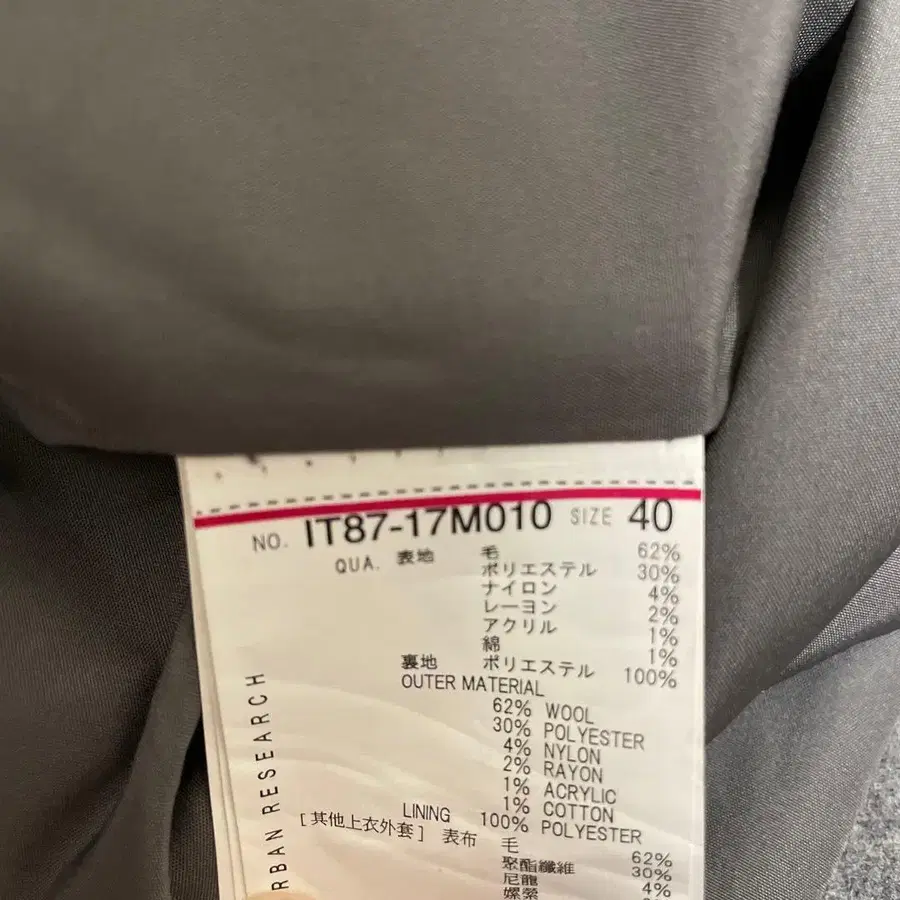 NO. IT87-17M010 SIZE 40
QUA. 表地 毛 62%
ポリエステル 30%
ナイロン 4%
レーヨン 2%
アクリル 1%
綿 1%
裏地 ポリエステル 100%
OUTER MATERIAL
62% WOOL
30% POLYESTER
4% NYLON
2% RAYON
1% ACRYLIC
1% COTTON
LINING 100% POLYESTER
[其他上衣外套] 表布 毛 62%
聚酯纖維 30%
尼龍 4%
嫘縈
RBAN RESEARCH